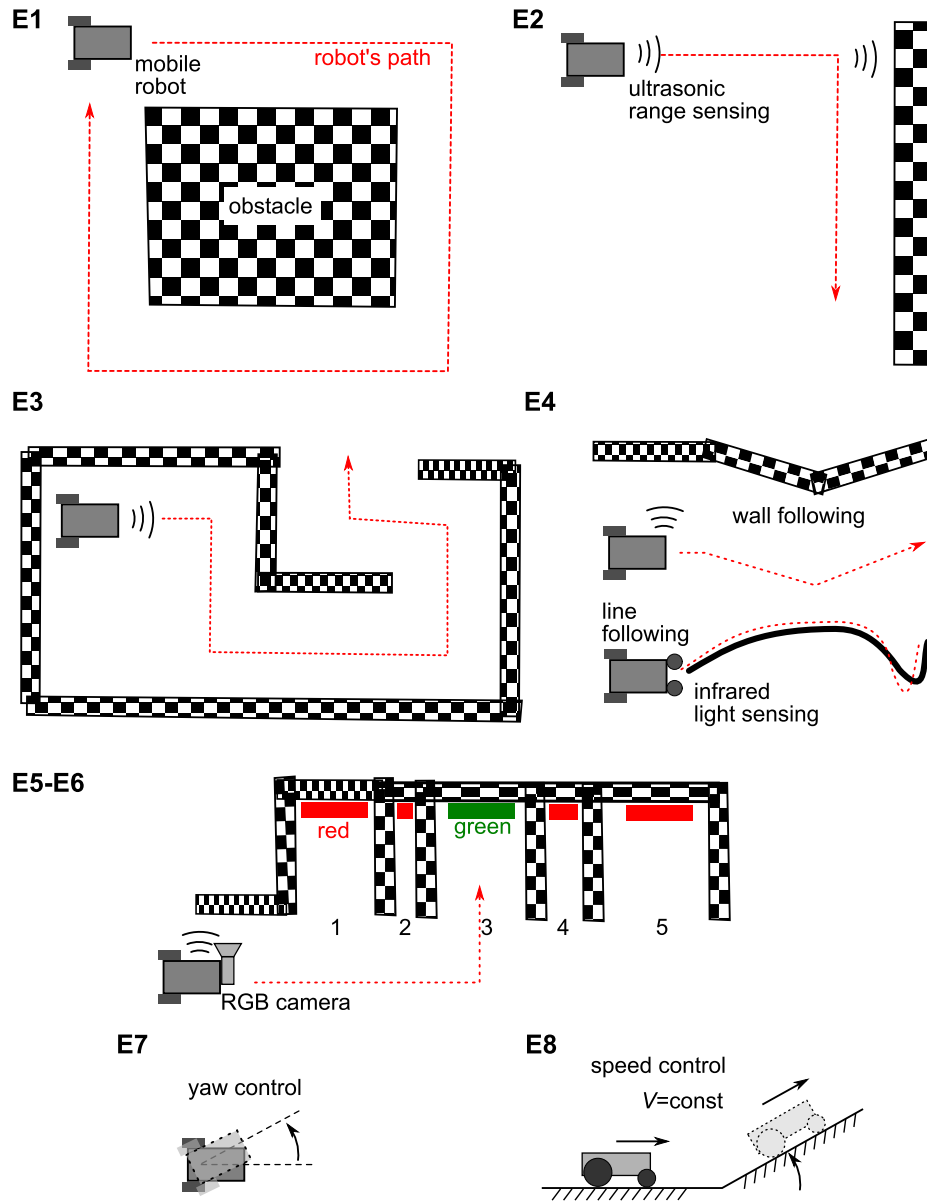 E1
robot's path
mobile
robot
obstacle
E2
ultrasonic
range sensing
E3
E4
wall following
line
following
infrared
light sensing
E5-E6
red
green
1 2 3 4 5
RGB camera
E7
yaw control
E8
speed control
V=const